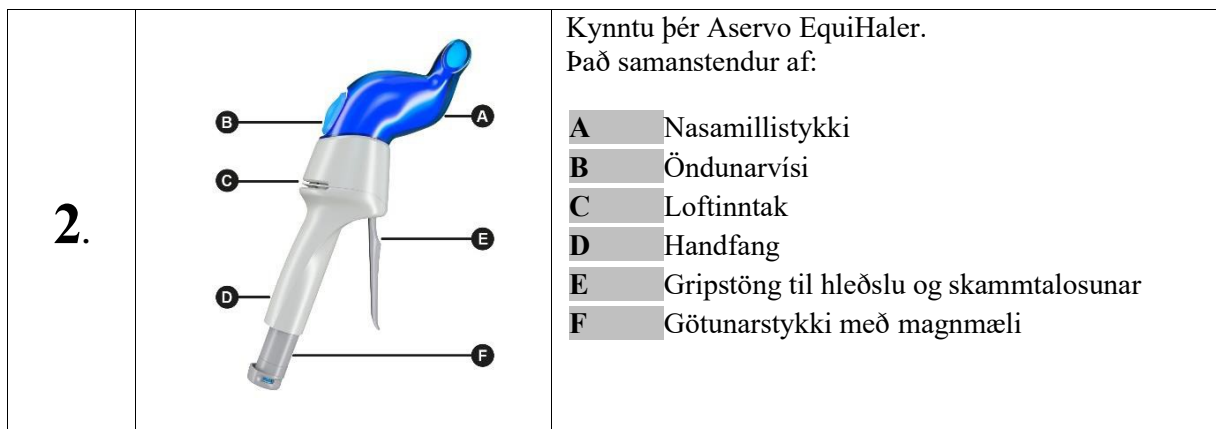 2.
B
A
C
E
D
F
Kynntu þér Aservo EquiHaler.
Það samanstendur af:
A Nasamillistykki
B Öndunarvísi
C Loftinntak
D Handfang
E Gripstöng til hleðslu og skammtalosunar
F Götunarstykki með magnmæli